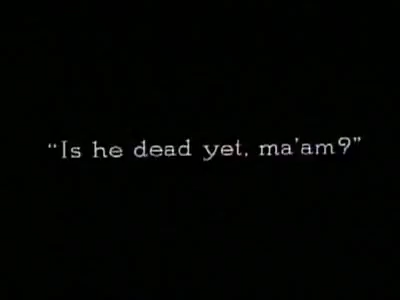 “Is he dead yet, ma’am?”